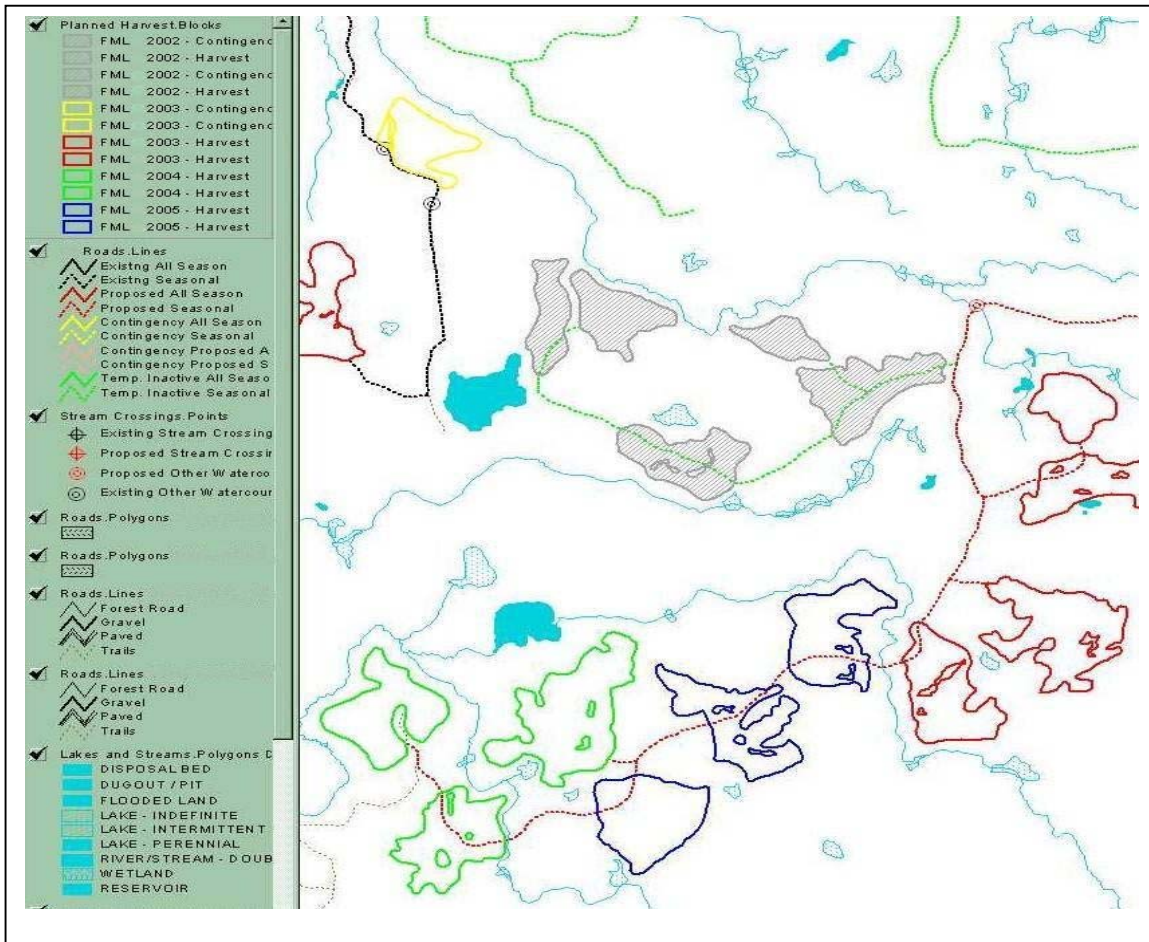 Planned Harvest.Blocks
FML 2002 - Contingenc
FML 2002 - Harvest
FML 2002 - Contingenc
FML 2002 - Harvest
FML 2003 - Contingenc
FML 2003 - Contingenc
FML 2003 - Harvest
FML 2003 - Harvest
FML 2004 - Harvest
FML 2004 - Harvest
FML 2005 - Harvest
FML 2005 - Harvest
Roads.Lines
Existng All Season
Existng Seasonal
Proposed All Season
Proposed Seasonal
Contingency All Season
Contingency Seasonal
Contingency Proposed A
Contingency Proposed S
Temp. Inactive All Seaso
Temp. Inactive Seasonal
Stream Crossings.Points
Existing Stream Crossing
Proposed Stream Crossir
Proposed Other Waterco
Existing Other Watercour
Roads.Polygons
Roads.Polygons
Roads.Lines
Forest Road
Gravel
Paved
Trails
Roads.Lines
Forest Road
Gravel
Paved
Trails
Lakes and Streams.Polygons D
DISPOSAL BED
DUGOUT / PIT
FLOODED LAND
LAKE - INDEFINITE
LAKE - INTERMITTENT
LAKE - PERENNIAL
RIVER/STREAM - DOUB
WETLAND
RESERVOIR